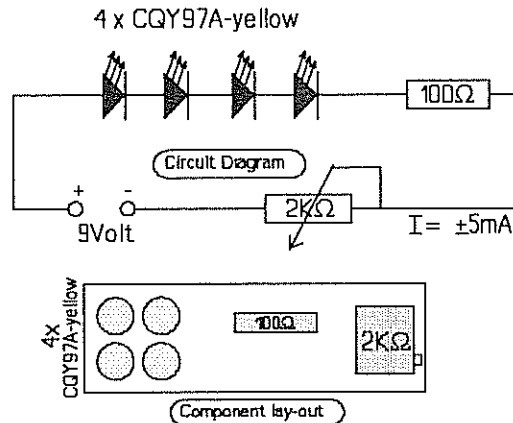 4 x CQY97A-yellow
100Ω
Circuit Diagram
+ -
9Volt
2KΩ
I= ±5mA
4x
CQY97A-yellow
100Ω
2KΩ
Component lay-out